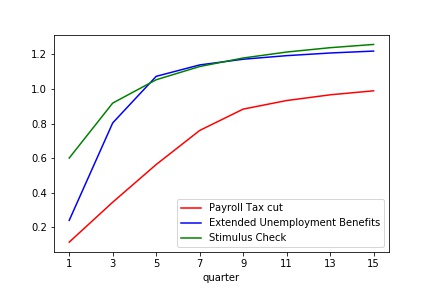 1.2
1.0
0.8
0.6
0.4
0.2
Payroll Tax cut
Extended Unemployment Benefits
Stimulus Check
1 3 5 7 9 11 13 15
quarter